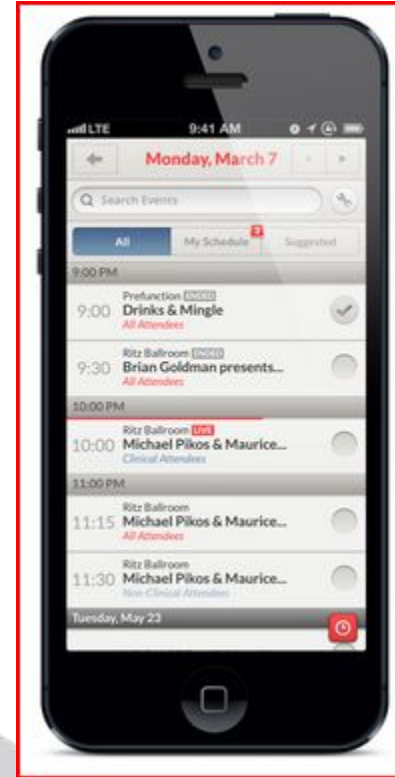 LTE 9:41 AM
Monday, March 7
Search Events
All My Schedule 3 Suggested
9:00 PM
Prefunction ENDED
9:00 Drinks & Mingle
All Attendees
Ritz Ballroom ENDED
9:30 Brian Goldman presents...
All Attendees
10:00 PM
Ritz Ballroom LIVE
10:00 Michael Pikos & Maurice...
Clinical Attendees
11:00 PM
Ritz Ballroom
11:15 Michael Pikos & Maurice...
All Attendees
Ritz Ballroom
11:30 Michael Pikos & Maurice...
Non-Clinical Attendees
Tuesday, May 23